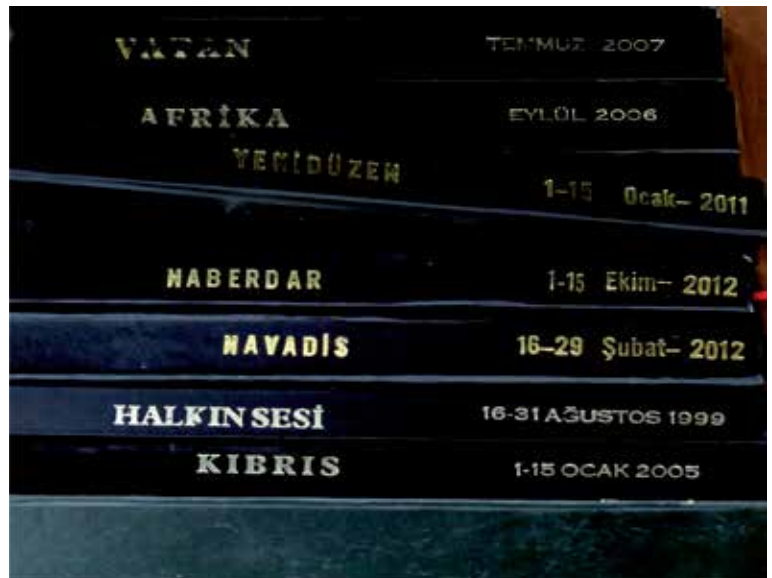 VATAN TEMMUZ 2007
AFRİKA EYLÜL 2006
YENİDÜZEN 1-15 Ocak– 2011
HABERDAR 1-15 Ekim– 2012
HAVADİS 16–29 Şubat– 2012
HALKIN SESİ 16-31 AĞUSTOS 1999
KIBRIS 1-15 OCAK 2005